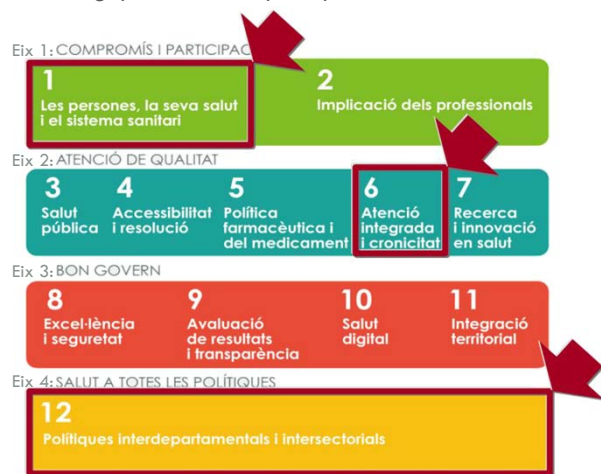 Eix 1: COMPROMÍS I PARTICIPAC
1
Les persones, la seva salut
i el sistema sanitari
2
Implicació dels professionals
Eix 2: ATENCIÓ DE QUALITAT
3
Salut
pública
4
Accessibilitat
i resolució
5
Política
farmacèutica i
del medicament
6
Atenció
integrada
i cronicitat
7
Recerca
i innovació
en salut
Eix 3: BON GOVERN
8
Excel·lència
i seguretat
9
Avaluació
de resultats
i transparència
10
Salut
digital
11
Integració
territorial
Eix 4: SALUT A TOTES LES POLÍTIQUES
12
Polítiques interdepartamentals i intersectorials